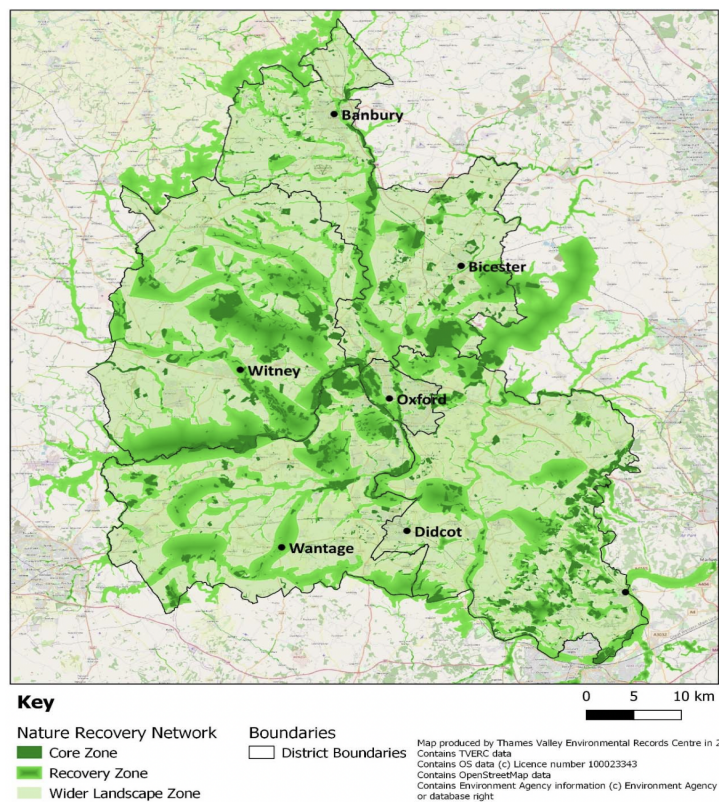 Banbury
Bicester
Witney
Oxford
Didcot
Wantage
Key
0 5 10 km
Nature Recovery Network
Core Zone
Recovery Zone
Wider Landscape Zone
Boundaries
District Boundaries
Map produced by Thames Valley Environmental Records Centre in 2
Contains TVERC data
Contains OS data (c) Licence number 100023343
Contains OpenStreetMap data
Contains Environment Agency information (c) Environment Agency
or database right